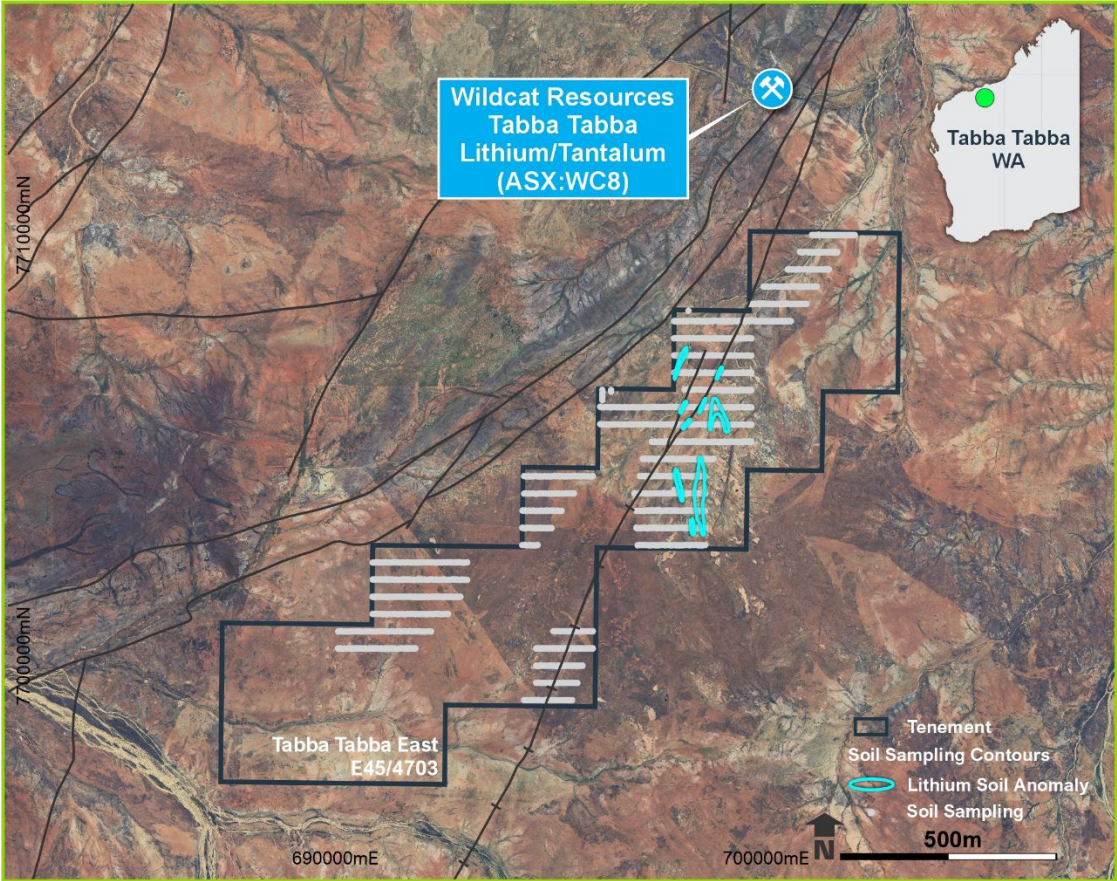 Wildcat Resources
Tabba Tabba
Lithium/Tantalum
(ASX:WC8)
Tabba Tabba
WA
7710000mN
7700000mN
Tabba Tabba East
E45/4703
Tenement
Soil Sampling Contours
Lithium Soil Anomaly
Soil Sampling
N
500m
690000mE
700000mE